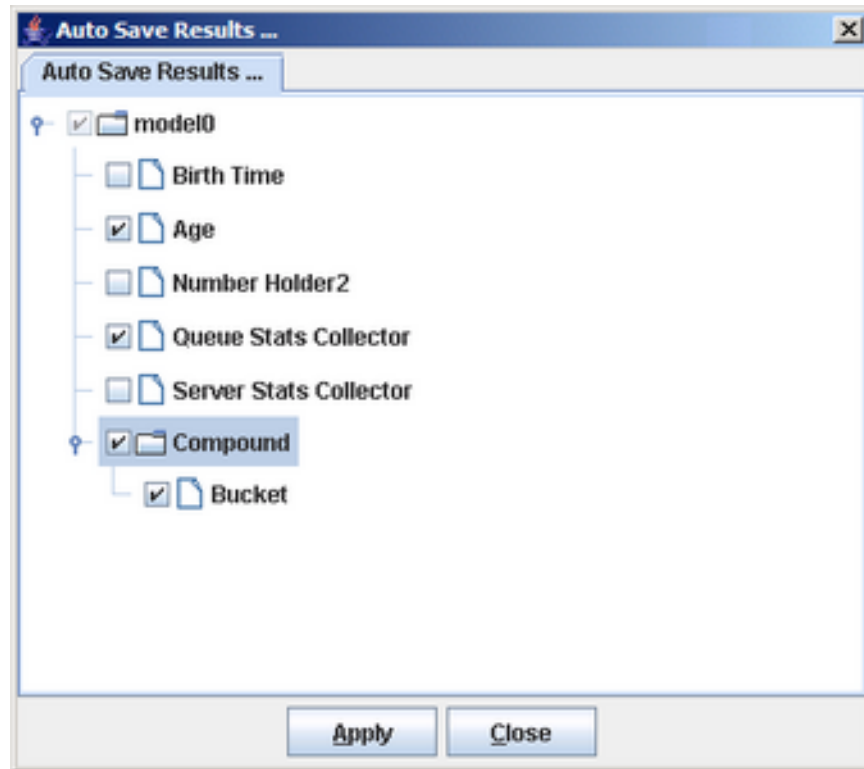 Auto Save Results ...
Auto Save Results ...
model0
Birth Time
Age
Number Holder2
Queue Stats Collector
Server Stats Collector
Compound
Bucket
Apply Close